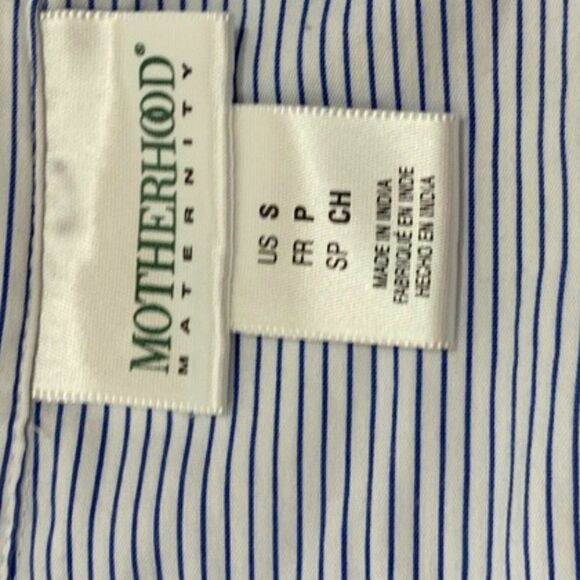 MOTHERHOOD®
MATERNITY
US S
FR P
SP CH
MADE IN INDIA
FABRIQUÉ EN INDE
HECHO EN INDIA